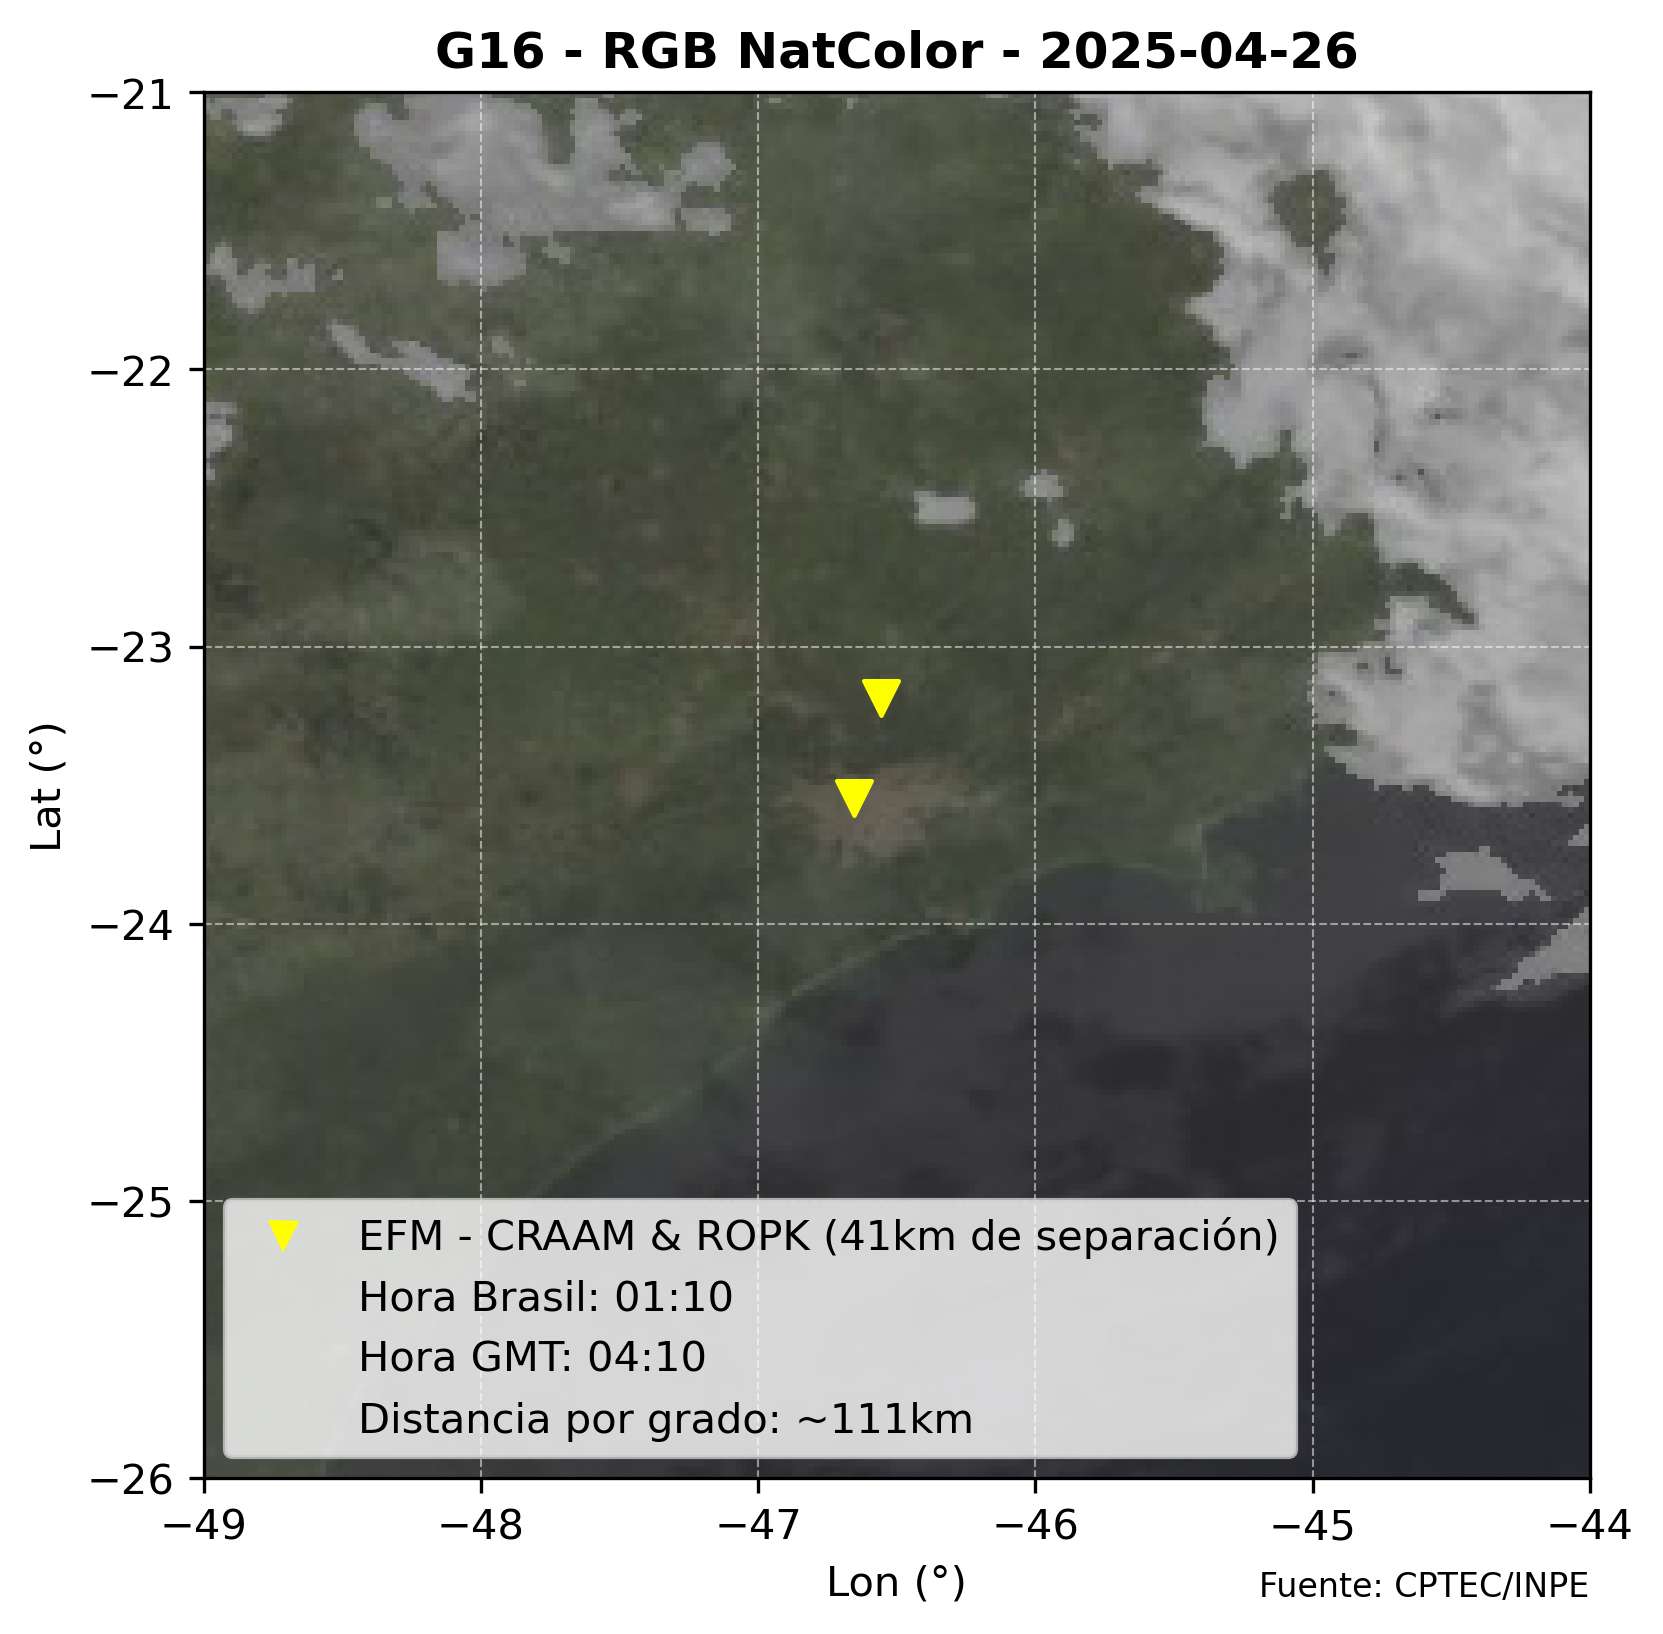 G16 - RGB NatColor - 2025-04-26
−21
−22
−23
−24
−25
−26
Lat (°)
EFM - CRAAM & ROPK (41km de separación)
Hora Brasil: 01:10
Hora GMT: 04:10
Distancia por grado: ~111km
−49 −48 −47 −46 −45 −44
Lon (°)
Fuente: CPTEC/INPE